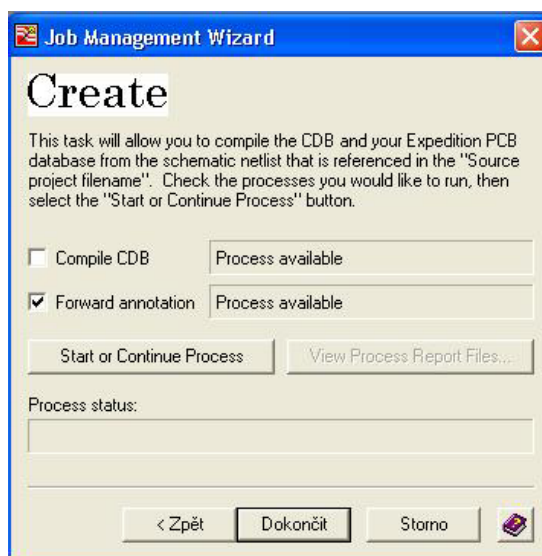 Job Management Wizard
Create
This task will allow you to compile the CDB and your Expedition PCB
database from the schematic netlist that is referenced in the "Source
project filename". Check the processes you would like to run, then
select the "Start or Continue Process" button.
Compile CDB
Process available
Forward annotation
Process available
Start or Continue Process
View Process Report Files...
Process status:
< Zpět
Dokončit
Storno